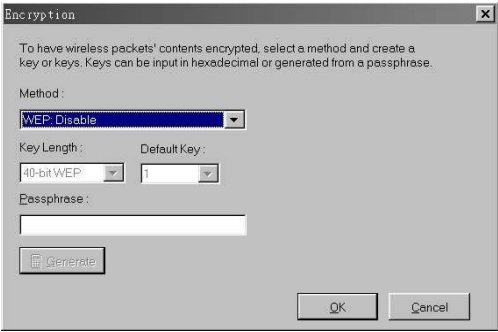 Encryption
To have wireless packets' contents encrypted, select a method and create a
key or keys. Keys can be input in hexadecimal or generated from a passphrase.
Method :
WEP: Disable
Key Length :
Default Key :
40-bit WEP
1
Passphrase :
Generate
OK
Cancel